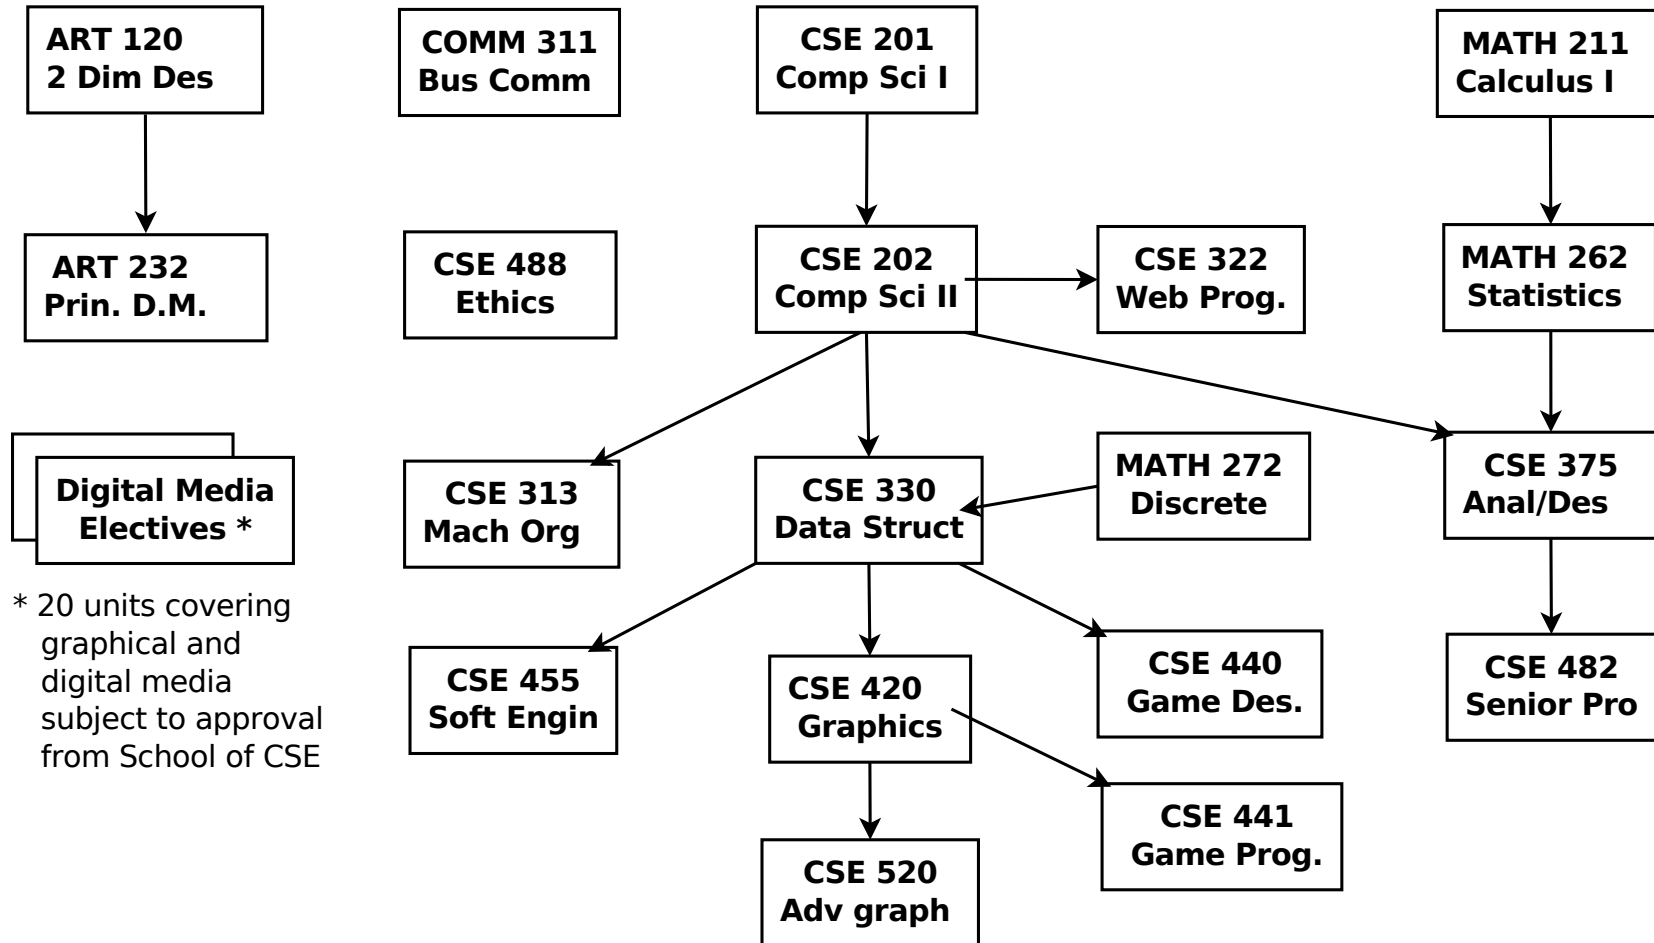 ART 120
2 Dim Des
COMM 311
Bus Comm
CSE 201
Comp Sci I
MATH 211
Calculus I
ART 232
Prin. D.M.
CSE 488
Ethics
CSE 202
Comp Sci II
CSE 322
Web Prog.
MATH 262
Statistics
Digital Media
Electives *
CSE 313
Mach Org
CSE 330
Data Struct
MATH 272
Discrete
CSE 375
Anal/Des
* 20 units covering
graphical and
digital media
subject to approval
from School of CSE
CSE 455
Soft Engin
CSE 420
Graphics
CSE 440
Game Des.
CSE 482
Senior Pro
CSE 441
Game Prog.
CSE 520
Adv graph